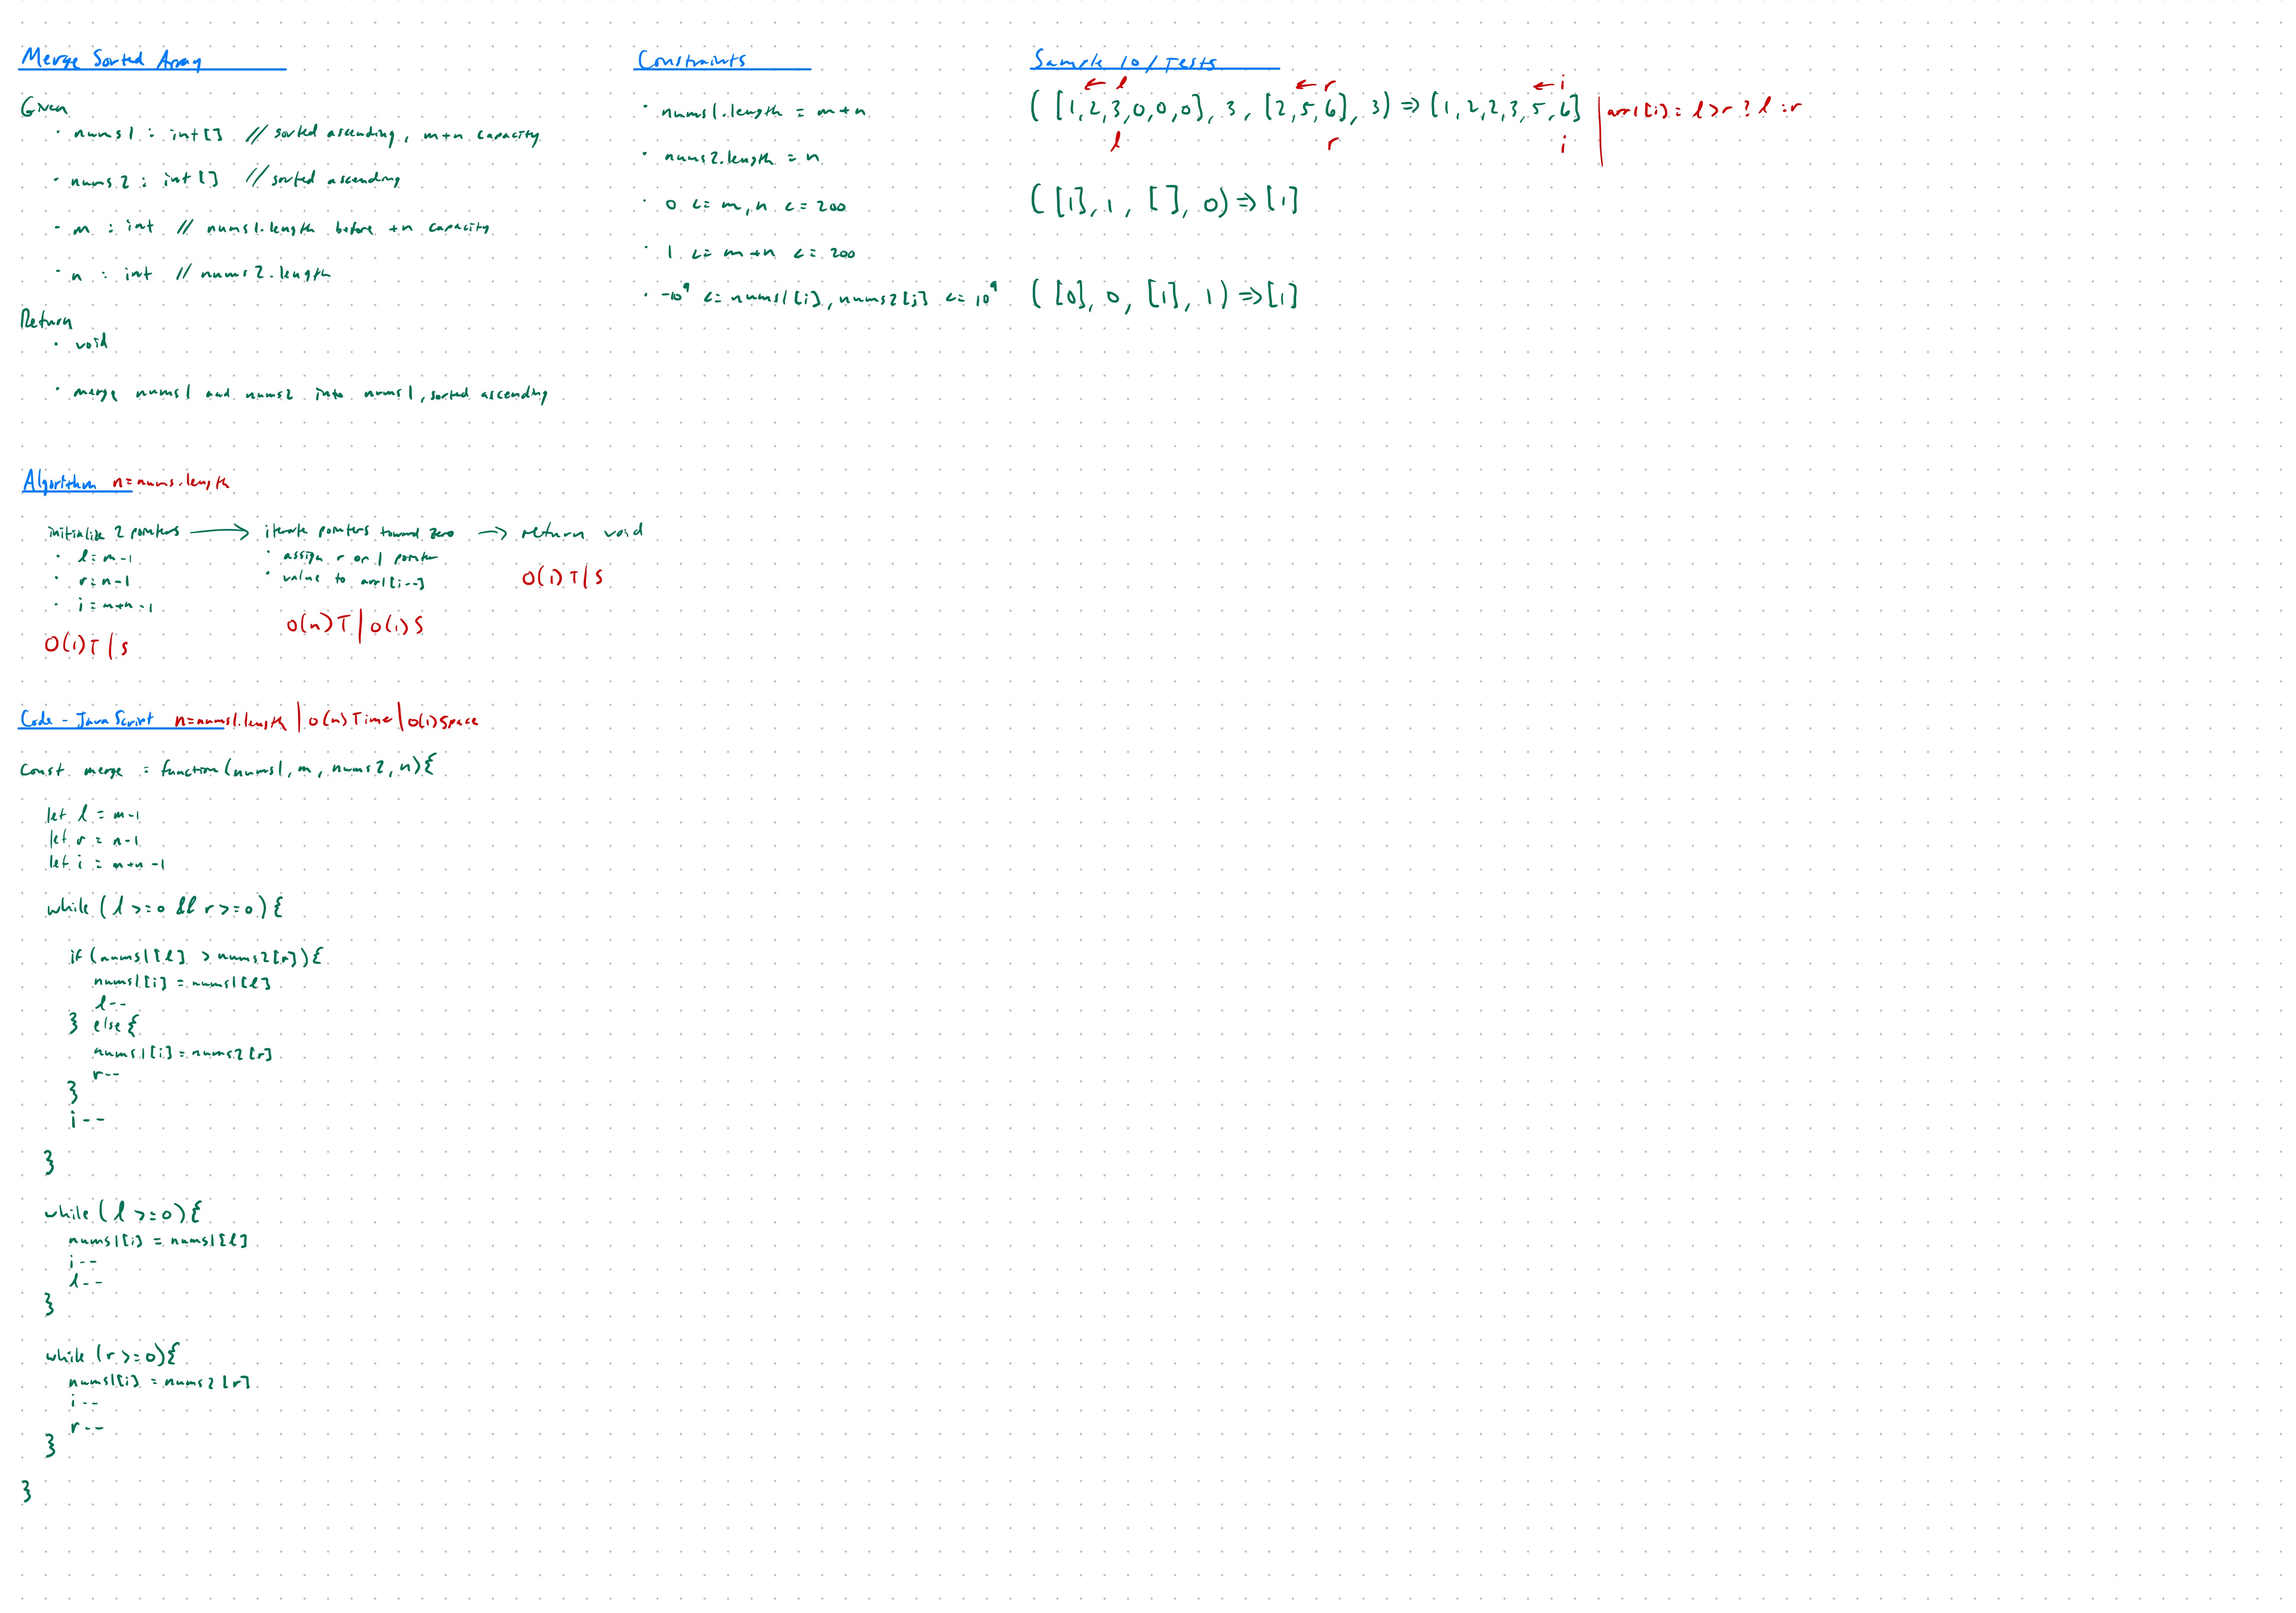 Merge Sorted Array
Given
· nums1 : int[] // sorted ascending, m+n capacity
· nums2 : int[] // sorted ascending
- m : int // nums1.length before +n capacity
· n : int // nums2.length
Return
· void
· merge nums1 and nums2 into nums1, sorted ascending
Constraints
· nums1.length = m+n
· nums2.length = n
· 0 <= m, n <= 200
· 1 <= m+n <= 200
· -10⁹ <= nums1[i], nums2[j] <= 10⁹
Sample IO / Tests
← l ← r ← i
( [1,2,3,0,0,0], 3, [2,5,6], 3) => [1,2,2,3,5,6] | arr1[i] = l > r ? l : r
l r i
( [1], 1, [], 0) => [1]
( [0], 0, [1], 1) => [1]
Algorithm n=nums.length
initialize 2 pointers → iterate pointers toward zero → return void
· l = m-1
· r = n-1
· i = m+n-1
O(1) T | S
· assign r or l pointer
· value to arr1[i--]
O(n) T | O(1) S
O(1) T | S
Code - JavaScript n=nums1.length | O(n) Time | O(1) Space
const merge = function(nums1, m, nums2, n){
let l = m-1
let r = n-1
let i = m+n-1
while (l >= 0 && r >= 0) {
if (nums1[l] > nums2[r]) {
nums1[i] = nums1[l]
l--
} else {
nums1[i] = nums2[r]
r--
}
i--
}
while (l >= 0) {
nums1[i] = nums1[l]
i--
l--
}
while (r >= 0) {
nums1[i] = nums2[r]
i--
r--
}
}